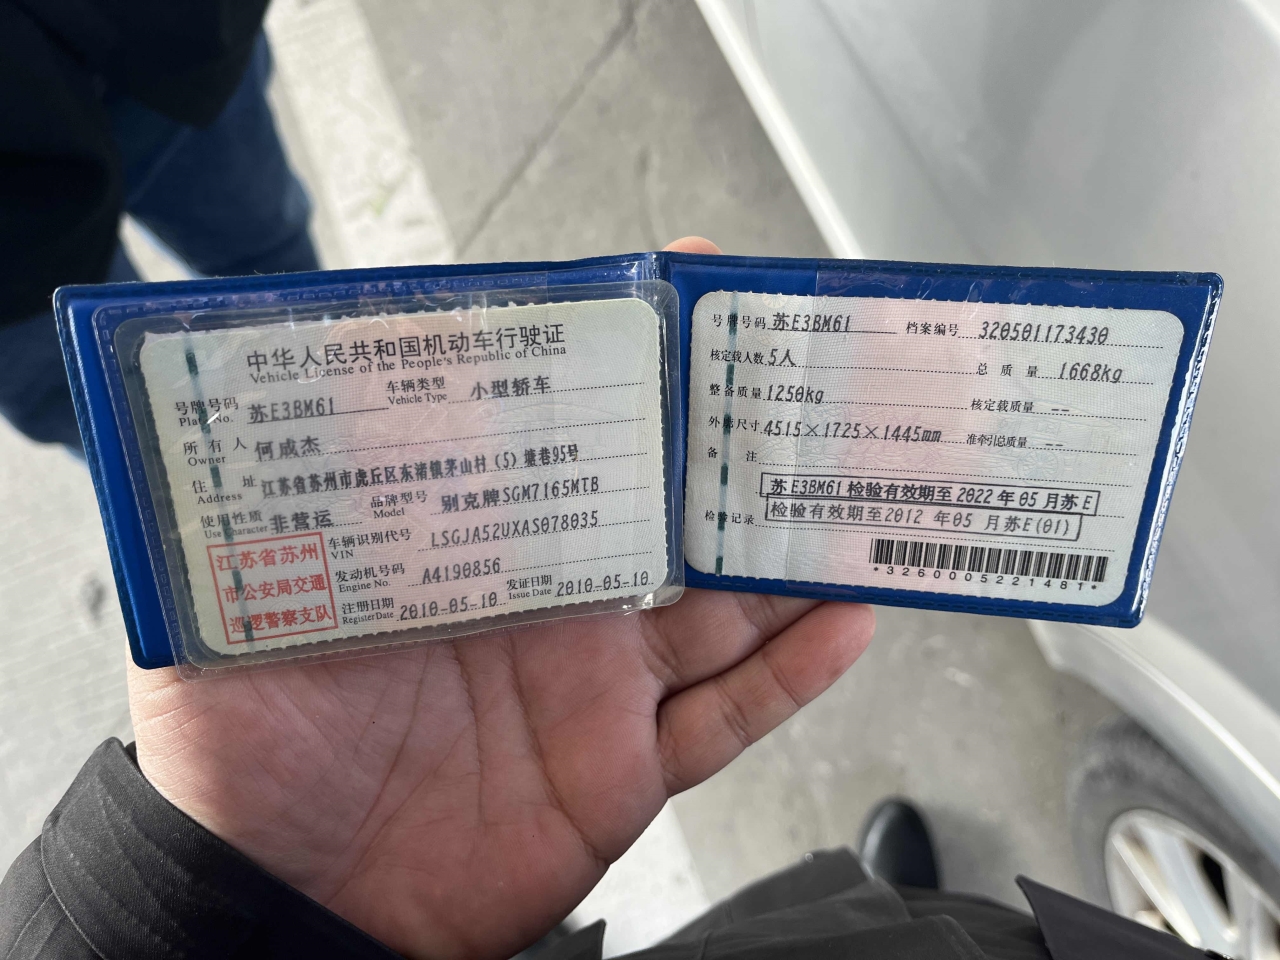 中华人民共和国机动车行驶证
Vehicle License of the People's Republic of China
号牌号码 Plate No. 苏E3BM61 车辆类型 Vehicle Type 小型轿车
所有人 Owner 何成杰
住址 Address 江苏省苏州市虎丘区东渚镇茅山村(5)塘巷95号
使用性质 Use Character 非营运 品牌型号 Model 别克牌SGM7165MTB
车辆识别代号 VIN LSGJA52UXAS078035
发动机号码 Engine No. A4190856
注册日期 Register Date 2010-05-10 发证日期 Issue Date 2010-05-10
江苏省苏州
市公安局交通
巡逻警察支队
号牌号码 苏E3BM61 档案编号 320501173430
核定载人数 5人 总质量 1668kg
整备质量 1250kg 核定载质量 --
外廓尺寸 4515×1725×1445mm 准牵引总质量 --
备注
苏E3BM61检验有效期至2022年05月苏E
检验记录 检验有效期至2012年05月苏E(01)
*3260005221481*